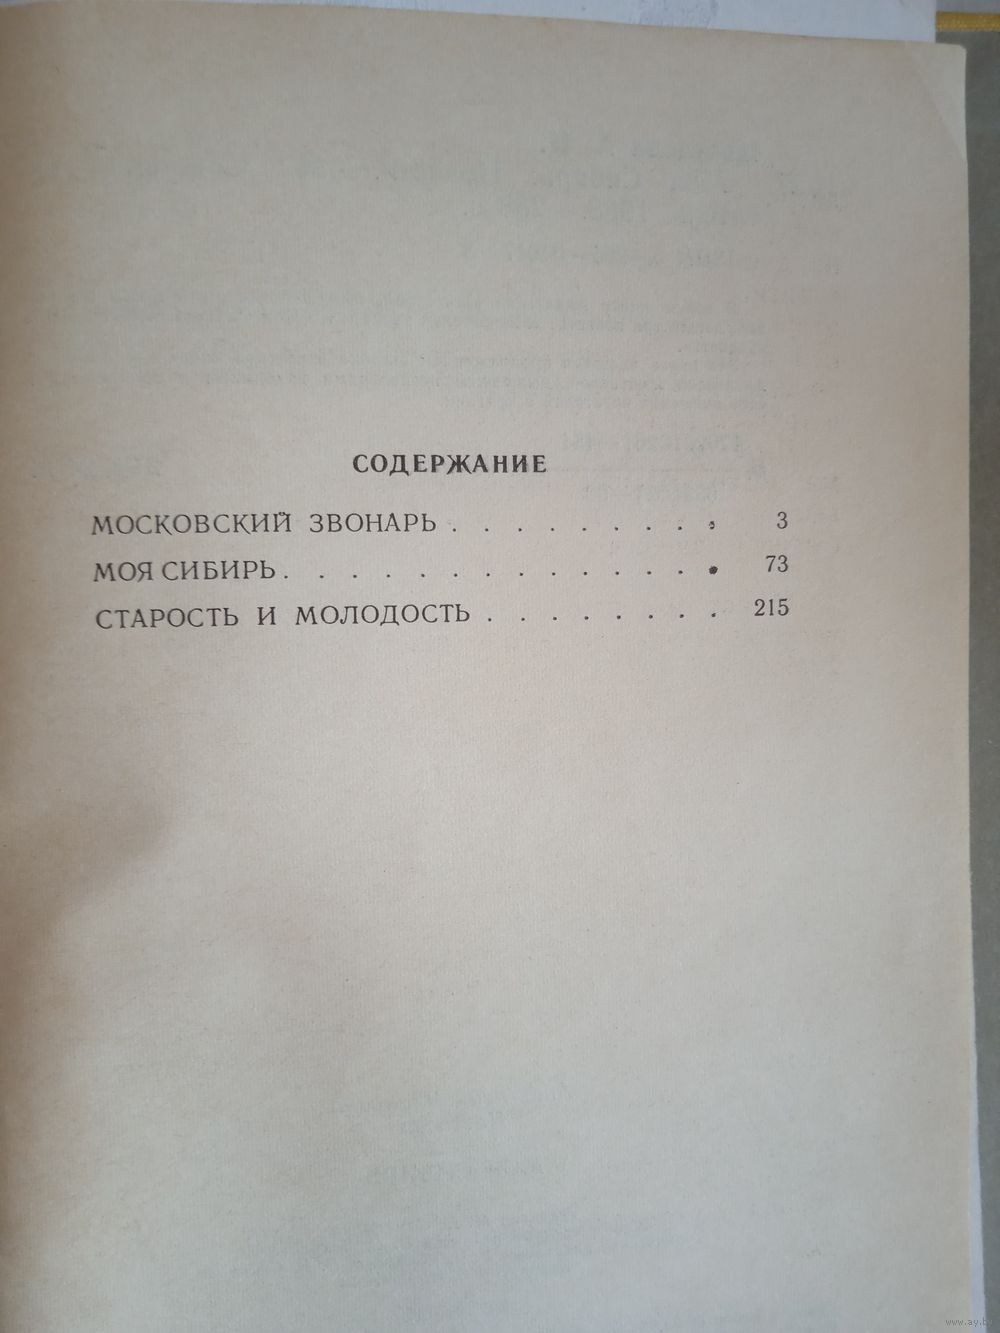 СОДЕРЖАНИЕ
МОСКОВСКИЙ ЗВОНАРЬ . . . . . . . . . 3
МОЯ СИБИРЬ . . . . . . . . . . . . . . 73
СТАРОСТЬ И МОЛОДОСТЬ . . . . . . . . 215